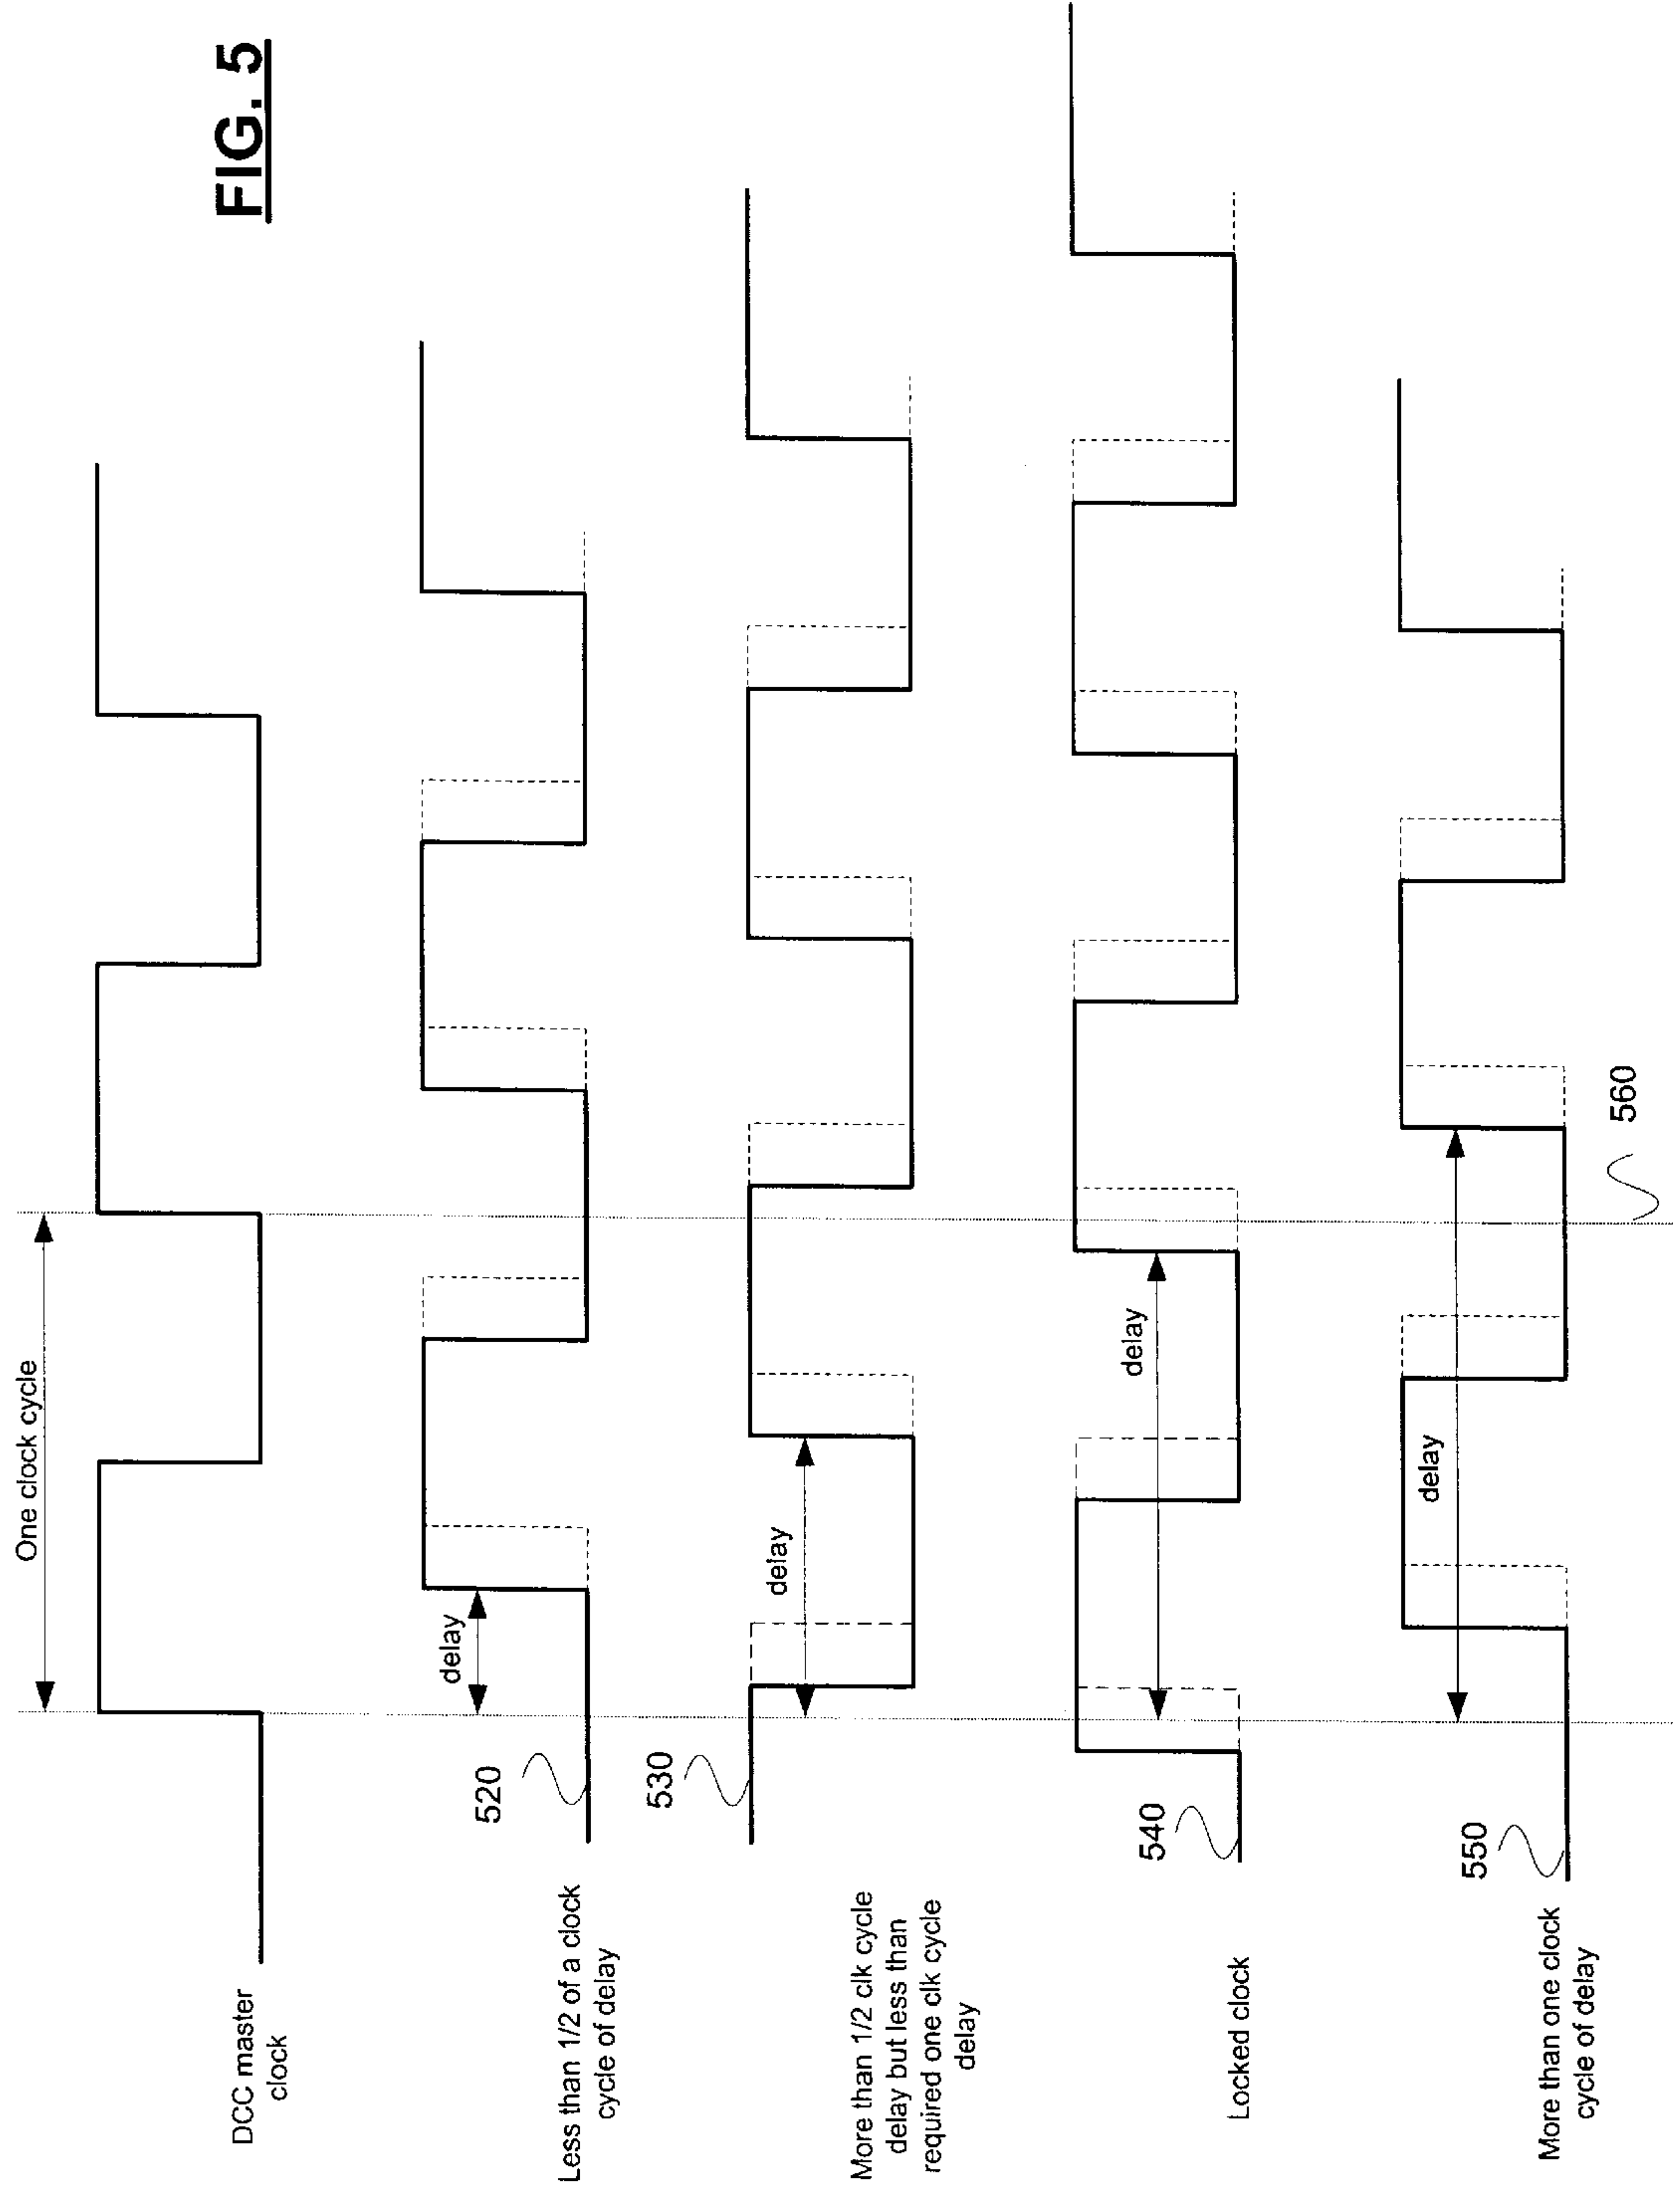 FIG. 5
One clock cycle
DCC master
clock
delay
520
Less than 1/2 of a clock
cycle of delay
delay
530
More than 1/2 clk cycle
delay but less than
required one clk cycle
delay
delay
540
Locked clock
delay
550
More than one clock
cycle of delay
560